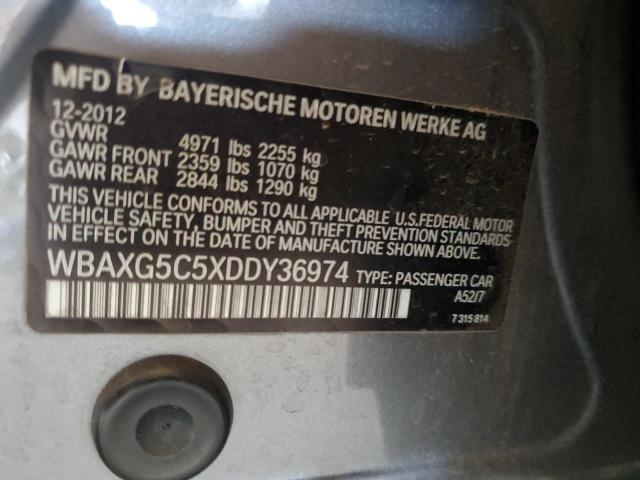 MFD BY BAYERISCHE MOTOREN WERKE AG
12-2012
GVWR 4971 lbs 2255 kg
GAWR FRONT 2359 lbs 1070 kg
GAWR REAR 2844 lbs 1290 kg
THIS VEHICLE CONFORMS TO ALL APPLICABLE U.S.FEDERAL MOTOR
VEHICLE SAFETY, BUMPER AND THEFT PREVENTION STANDARDS
IN EFFECT ON THE DATE OF MANUFACTURE SHOWN ABOVE.
WBAXG5C5XDDY36974 TYPE: PASSENGER CAR
A52/7
7 315 814